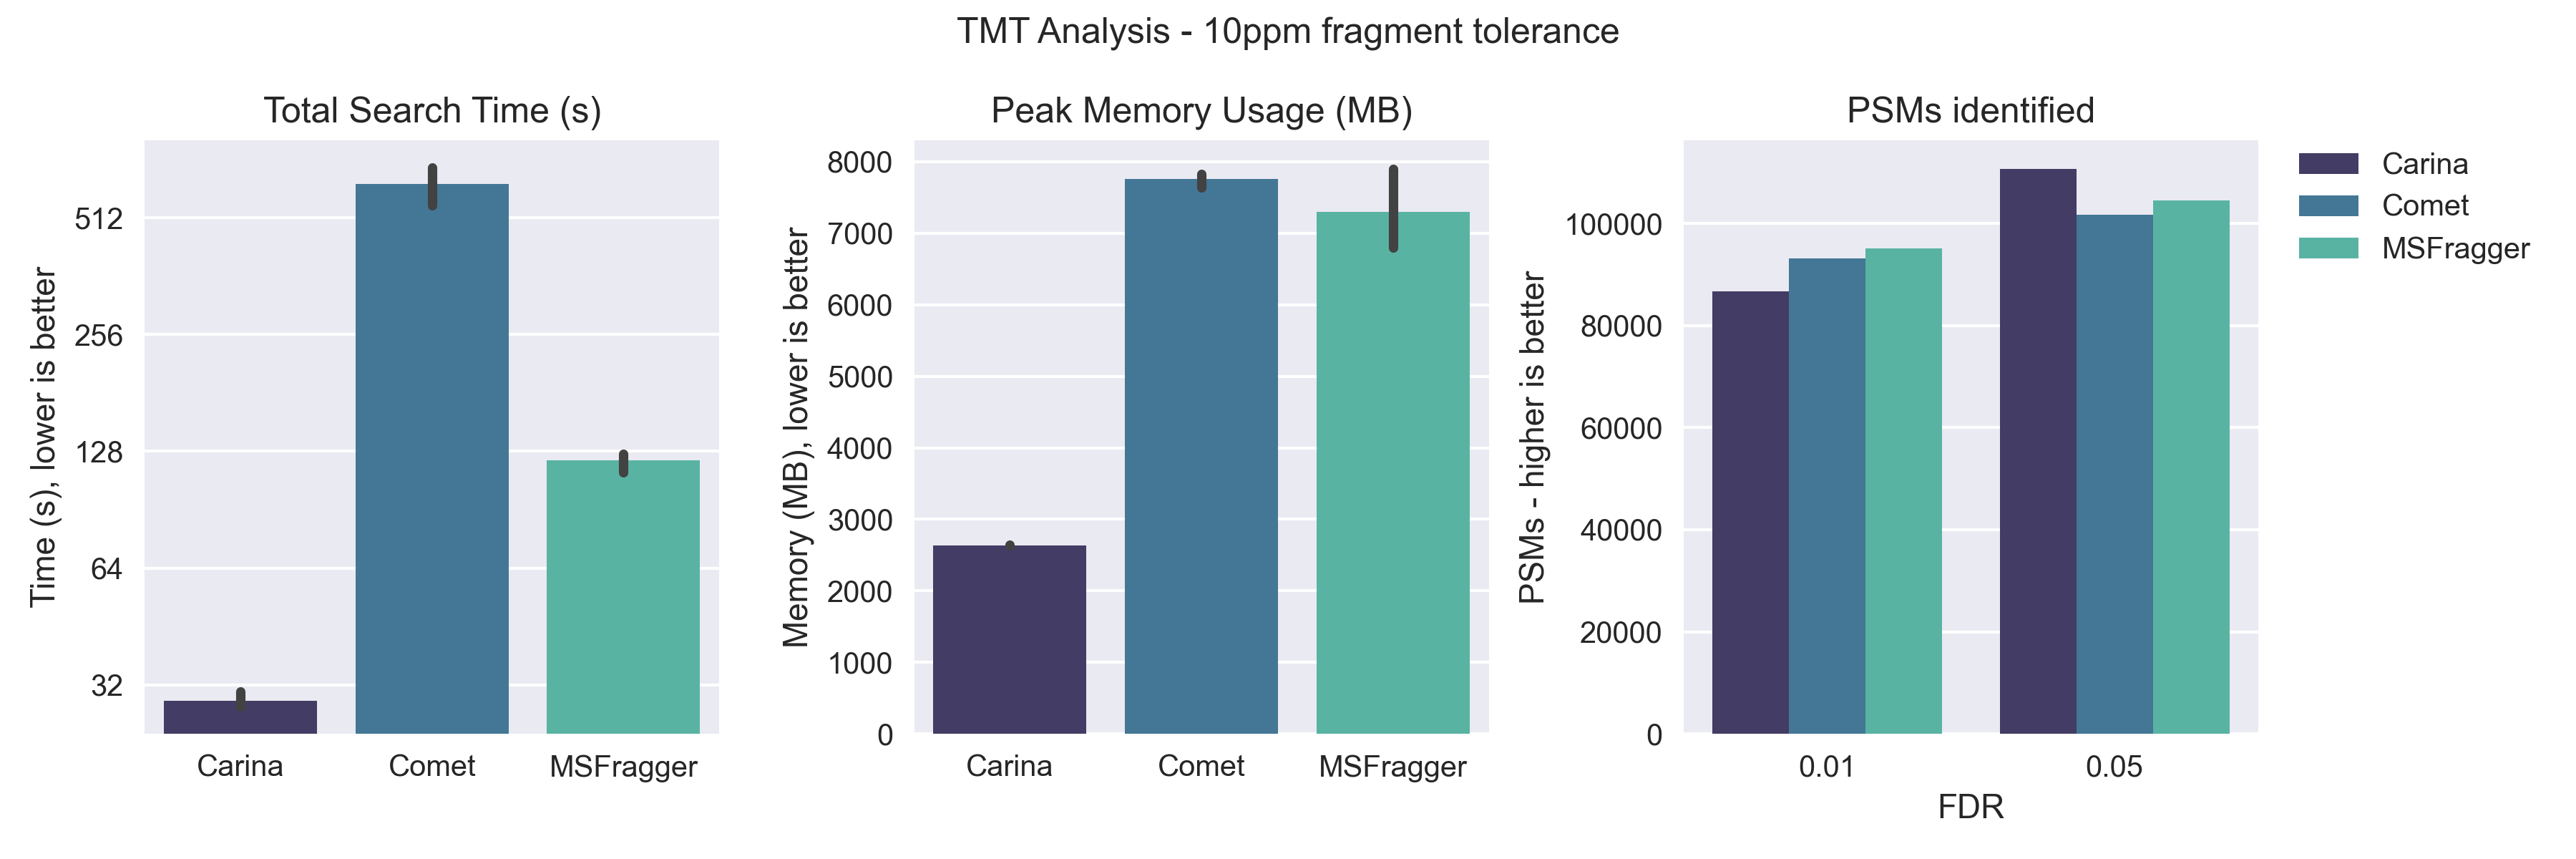 TMT Analysis - 10ppm fragment tolerance
Total Search Time (s)
Time (s), lower is better
512
256
128
64
32
Carina Comet MSFragger
Peak Memory Usage (MB)
Memory (MB), lower is better
8000
7000
6000
5000
4000
3000
2000
1000
0
Carina Comet MSFragger
PSMs identified
PSMs - higher is better
100000
80000
60000
40000
20000
0
0.01 0.05
FDR
Carina
Comet
MSFragger